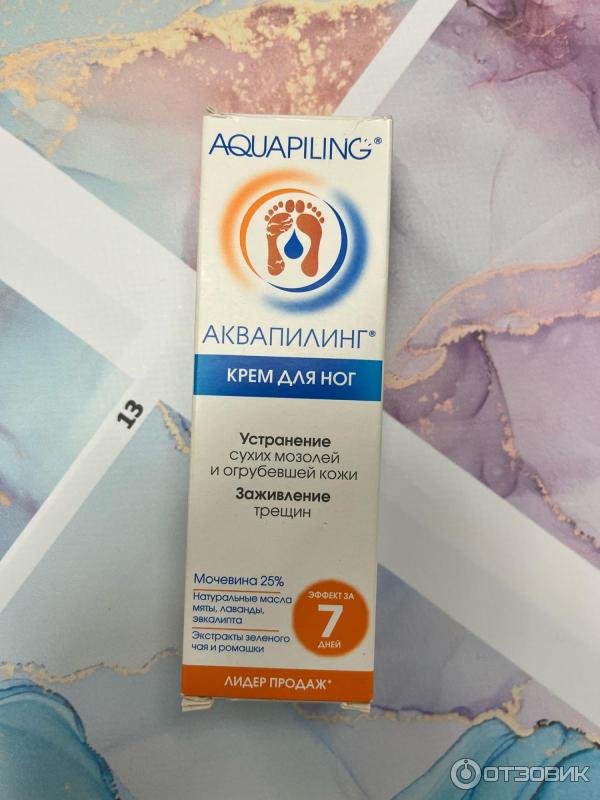 AQUAPILING®
АКВАПИЛИНГ®
КРЕМ ДЛЯ НОГ
13
Устранение
сухих мозолей
и огрубевшей кожи
Заживление
трещин
Мочевина 25%
Натуральные масла
мяты, лаванды,
эвкалипта
Экстракты зеленого
чая и ромашки
ЭФФЕКТ ЗА
7
ДНЕЙ
ЛИДЕР ПРОДАЖ*
ОТЗОВИК